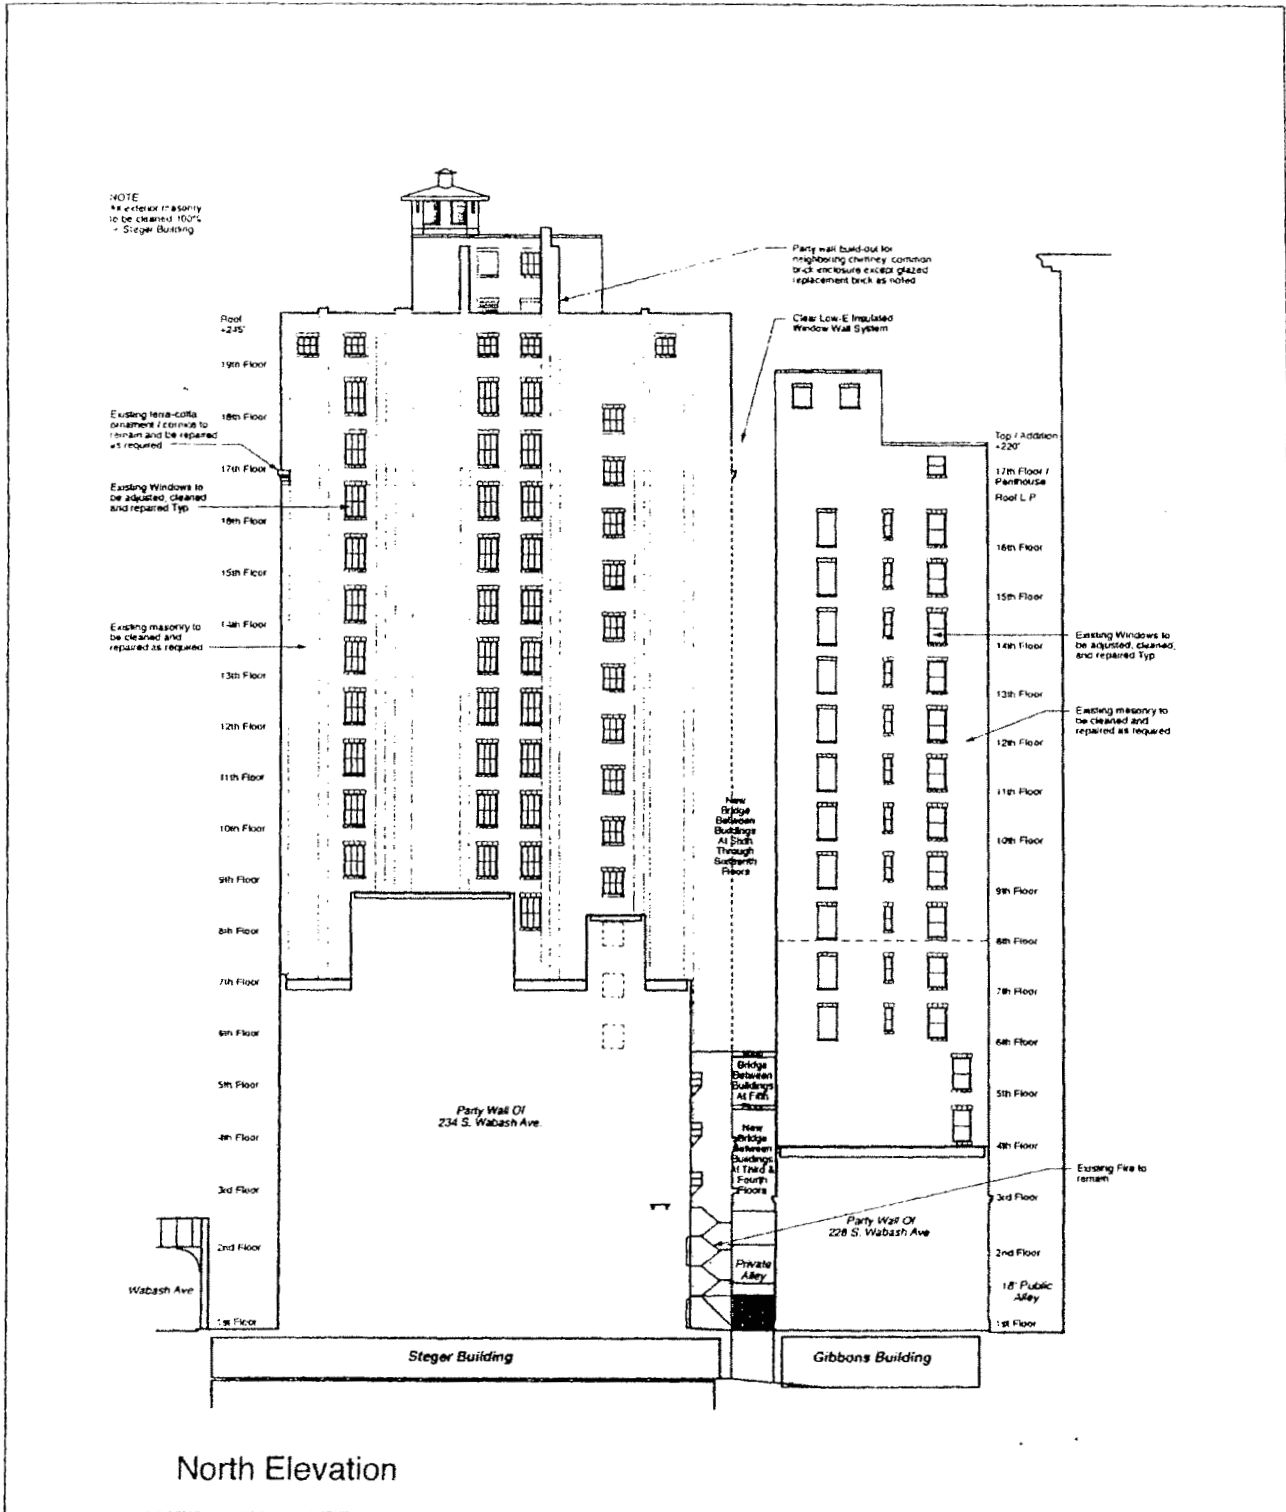 NOTE
All exterior masonry
to be cleaned 100%
Steger Building
Party wall build-out for
neighboring chimney common
brick enclosure except glazed
replacement brick as noted
Clear Low-E Insulated
Window Wall System
Roof
+245'
19th Floor
18th Floor
17th Floor
16th Floor
15th Floor
14th Floor
13th Floor
12th Floor
11th Floor
10th Floor
9th Floor
8th Floor
7th Floor
6th Floor
5th Floor
4th Floor
3rd Floor
2nd Floor
1st Floor
Existing terra-cotta
ornament / cornice to
remain and be repaired
as required
Existing Windows to
be adjusted, cleaned
and repaired Typ
Existing masonry to
be cleaned and
repaired as required
Wabash Ave
Party Wall Of
234 S. Wabash Ave.
New
Bridge
Between
Buildings
At Sixth
Through
Sixteenth
Floors
Bridge
Between
Buildings
At Fifth
New
Bridge
Between
Buildings
At Third &
Fourth
Floors
Private
Alley
Party Wall Of
228 S. Wabash Ave
Top / Addition
+220'
17th Floor /
Penthouse
Roof L P
16th Floor
15th Floor
14th Floor
13th Floor
12th Floor
11th Floor
10th Floor
9th Floor
8th Floor
7th Floor
6th Floor
5th Floor
4th Floor
3rd Floor
2nd Floor
18' Public
Alley
1st Floor
Existing Windows to
be adjusted, cleaned,
and repaired Typ
Existing masonry to
be cleaned and
repaired as required
Existing Fire to
remain
Steger Building
Gibbons Building
North Elevation